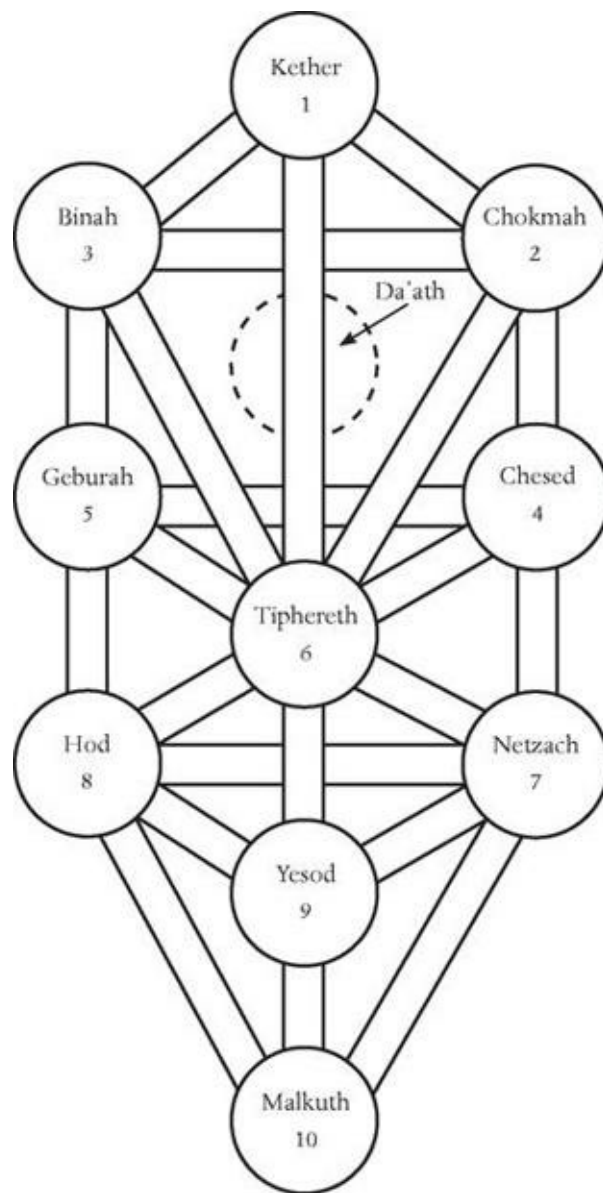 Kether
1
Binah
3
Chokmah
2
Da'ath
Geburah
5
Chesed
4
Tiphereth
6
Hod
8
Netzach
7
Yesod
9
Malkuth
10